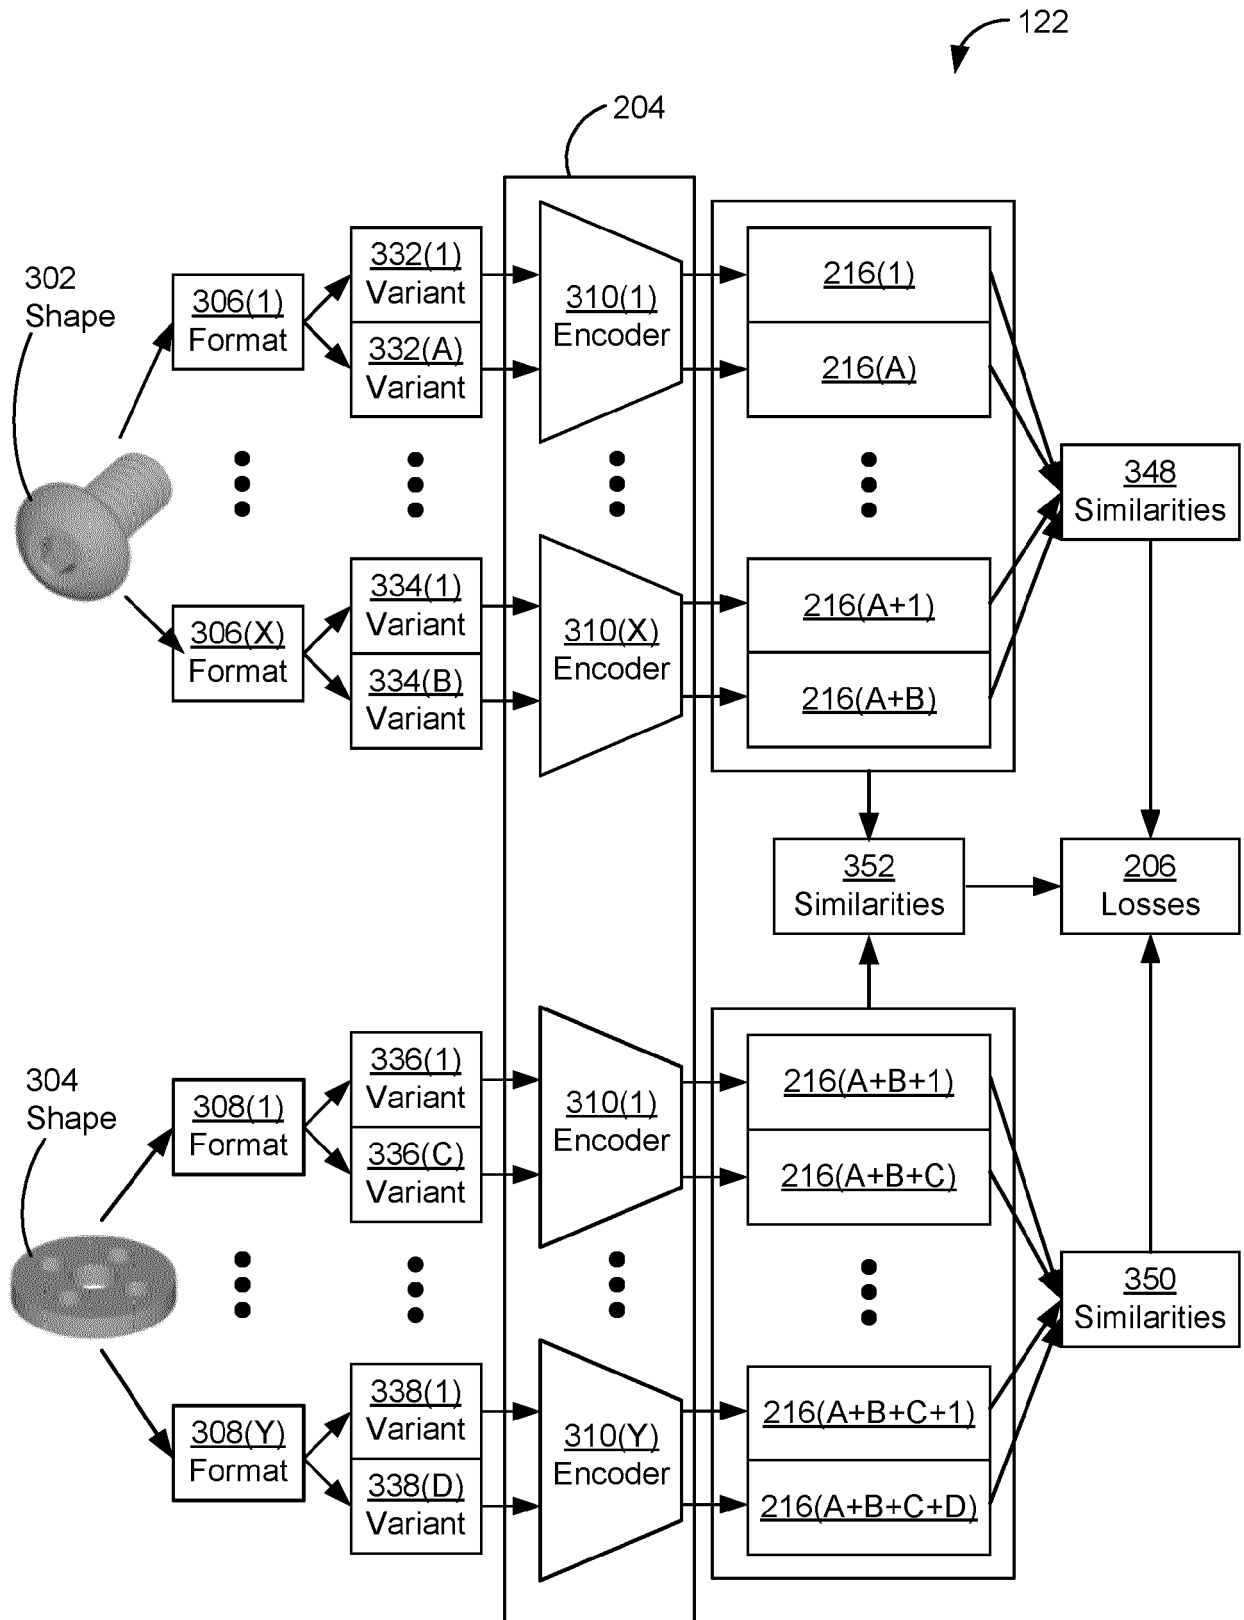 122
204
302
Shape
306(1)
Format
332(1)
Variant
332(A)
Variant
310(1)
Encoder
216(1)
216(A)
348
Similarities
306(X)
Format
334(1)
Variant
334(B)
Variant
310(X)
Encoder
216(A+1)
216(A+B)
352
Similarities
206
Losses
304
Shape
308(1)
Format
336(1)
Variant
336(C)
Variant
310(1)
Encoder
216(A+B+1)
216(A+B+C)
350
Similarities
308(Y)
Format
338(1)
Variant
338(D)
Variant
310(Y)
Encoder
216(A+B+C+1)
216(A+B+C+D)